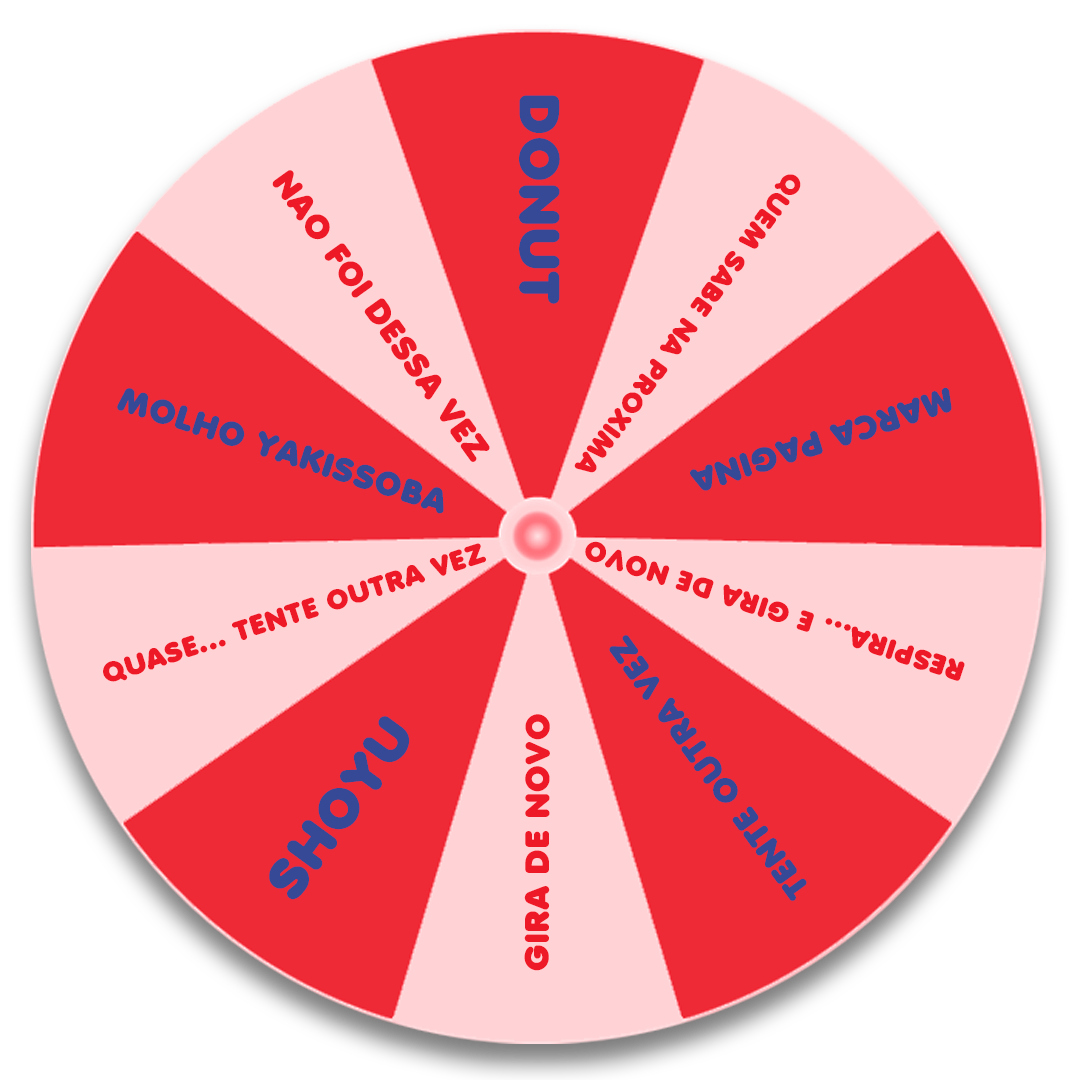 DONUT
QUEM SABE NA PROXIMA
MARCA PAGINA
RESPIRA... E GIRA DE NOVO
TENTE OUTRA VEZ
GIRA DE NOVO
SHOYU
QUASE... TENTE OUTRA VEZ
MOLHO YAKISSOBA
NAO FOI DESSA VEZ